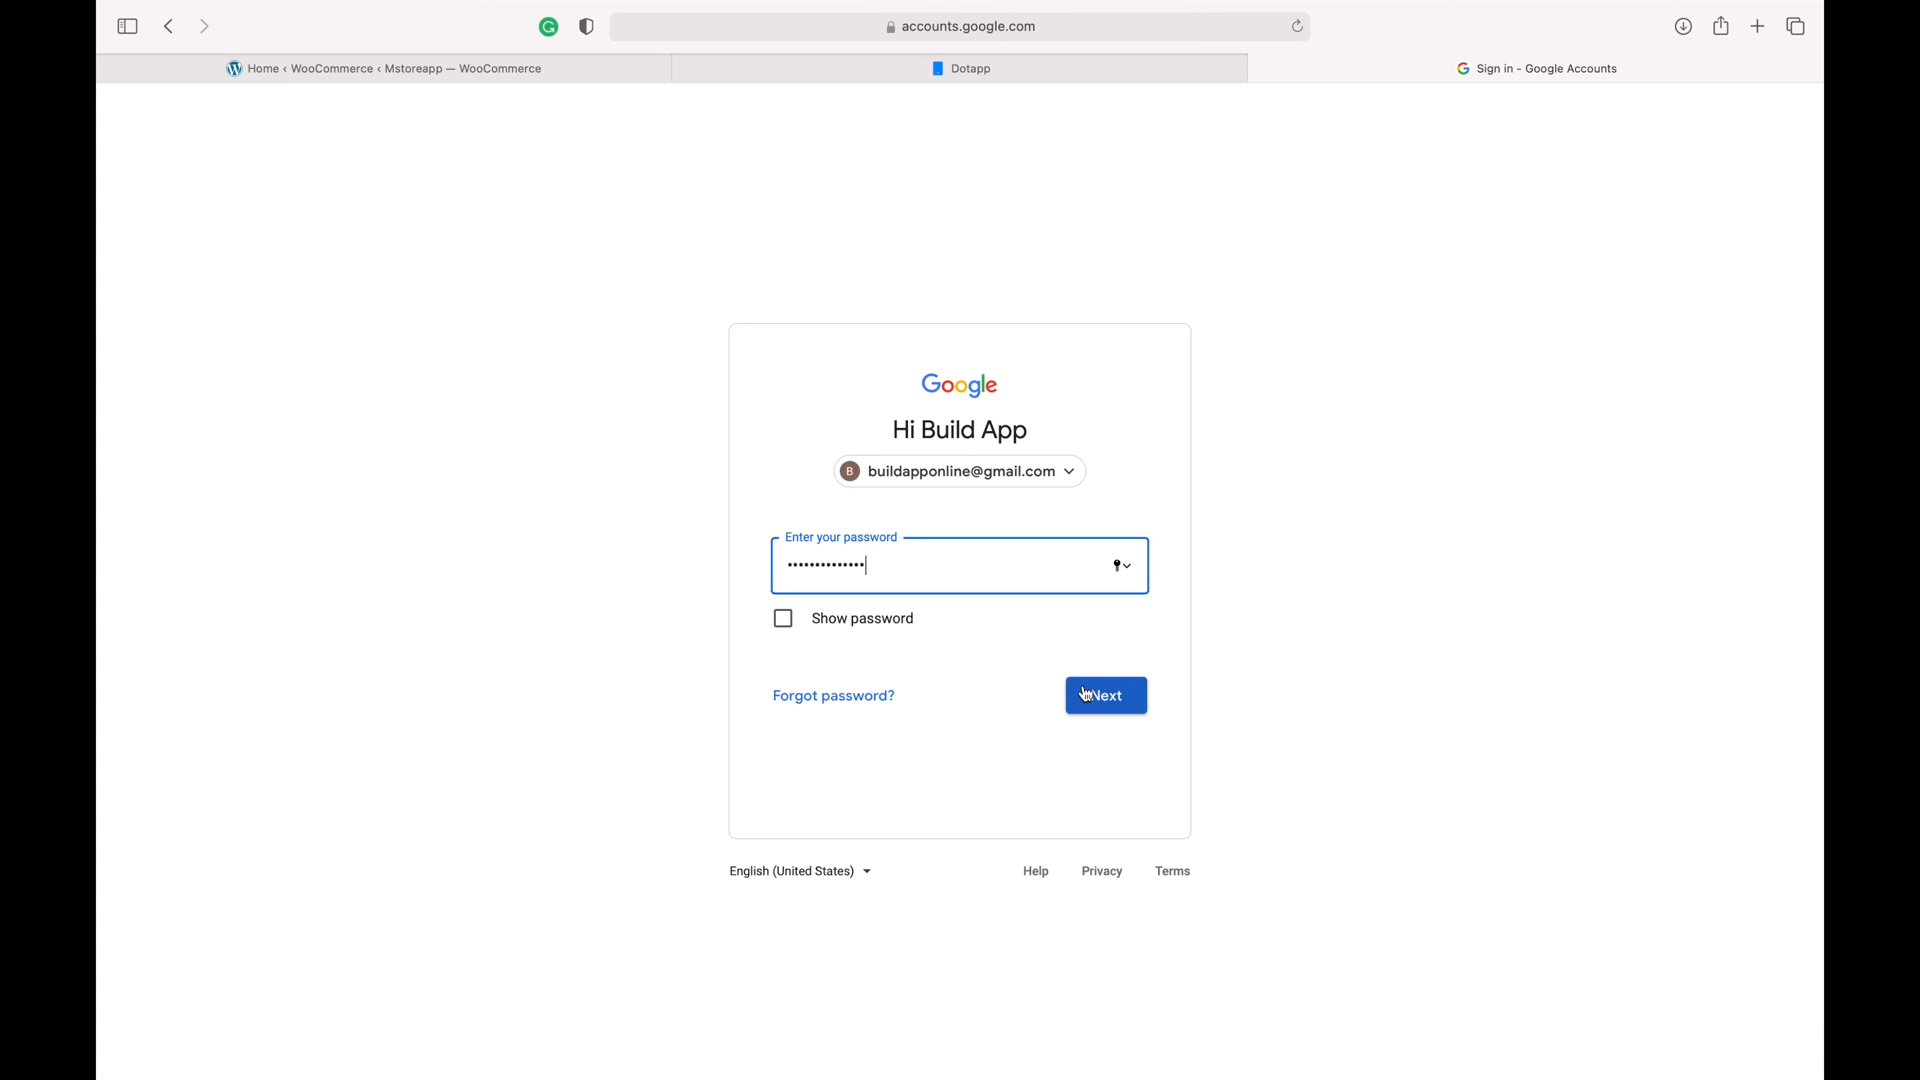 accounts.google.com
Home < WooCommerce < Mstoreapp — WooCommerce
Dotapp
Sign in - Google Accounts
Google
Hi Build App
B buildapponline@gmail.com
Enter your password
••••••••••••••
Show password
Forgot password?
Next
English (United States)
Help
Privacy
Terms